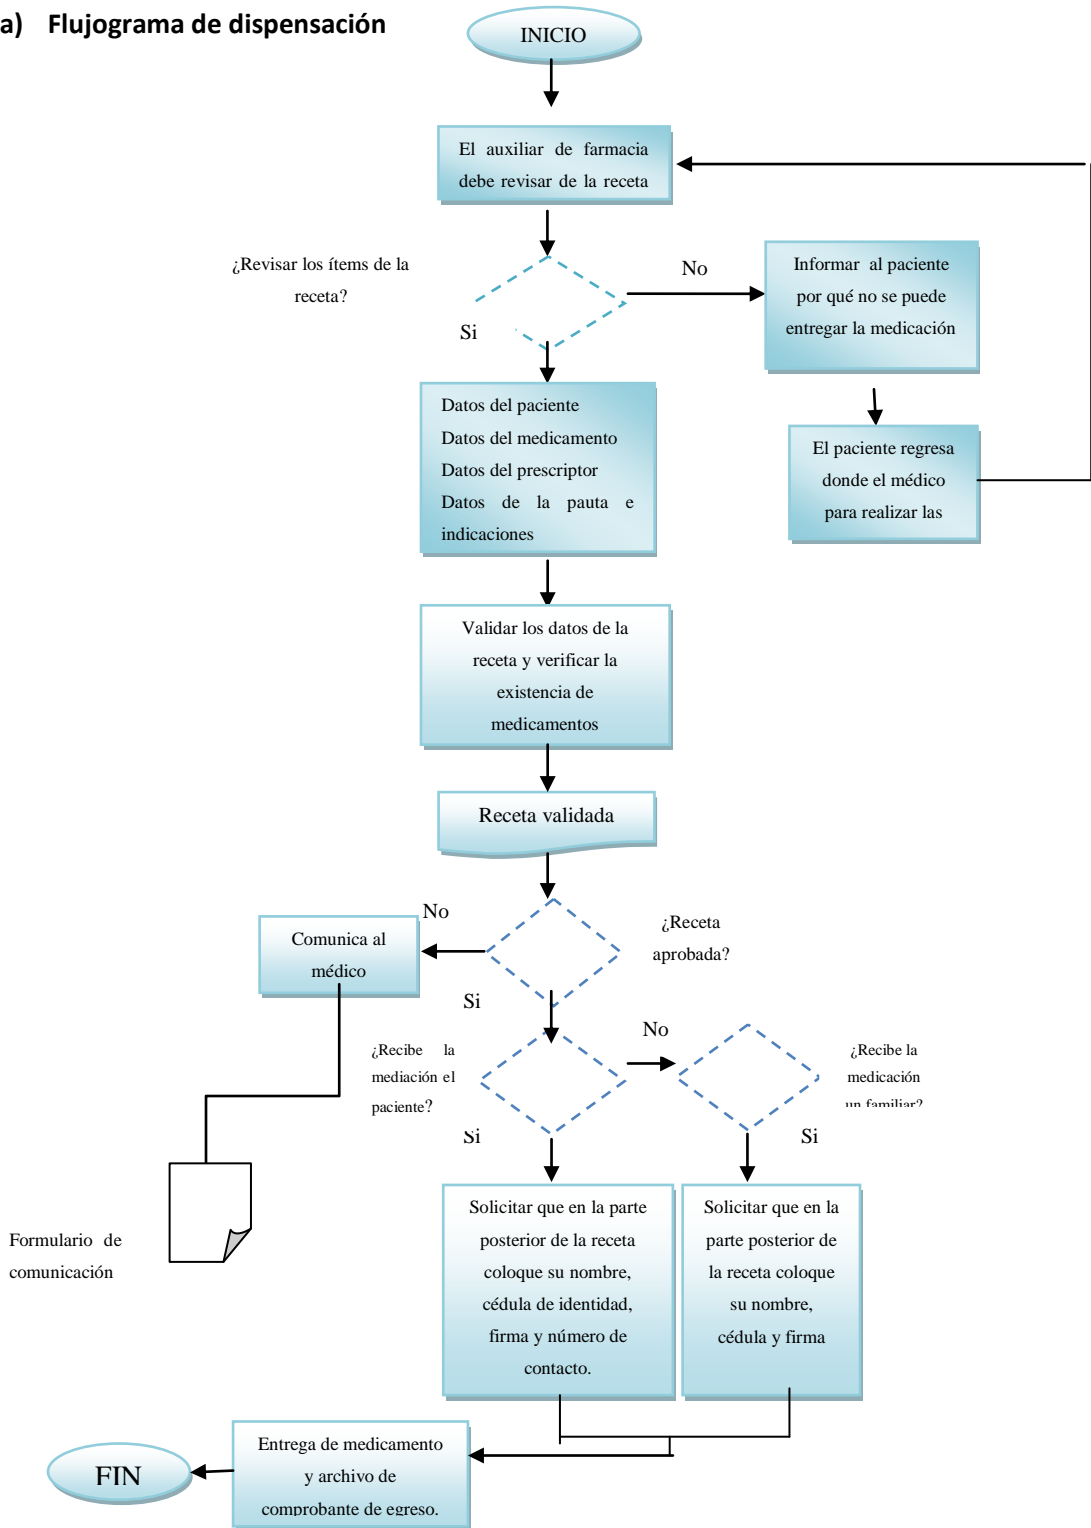 a) Flujograma de dispensación
INICIO
El auxiliar de farmacia
debe revisar de la receta
¿Revisar los ítems de la
receta?
No
Informar al paciente
por qué no se puede
entregar la medicación
Si
Datos del paciente
Datos del medicamento
Datos del prescriptor
Datos de la pauta e
indicaciones
El paciente regresa
donde el médico
para realizar las
Validar los datos de la
receta y verificar la
existencia de
medicamentos
Receta validada
No
¿Receta
aprobada?
Comunica al
médico
Si
No
¿Recibe la
mediación el
paciente?
¿Recibe la
medicación
un familiar?
Si
Si
Solicitar que en la parte
posterior de la receta
coloque su nombre,
cédula de identidad,
firma y número de
contacto.
Solicitar que en la
parte posterior de
la receta coloque
su nombre,
cédula y firma
Formulario de
comunicación
Entrega de medicamento
y archivo de
comprobante de egreso.
FIN